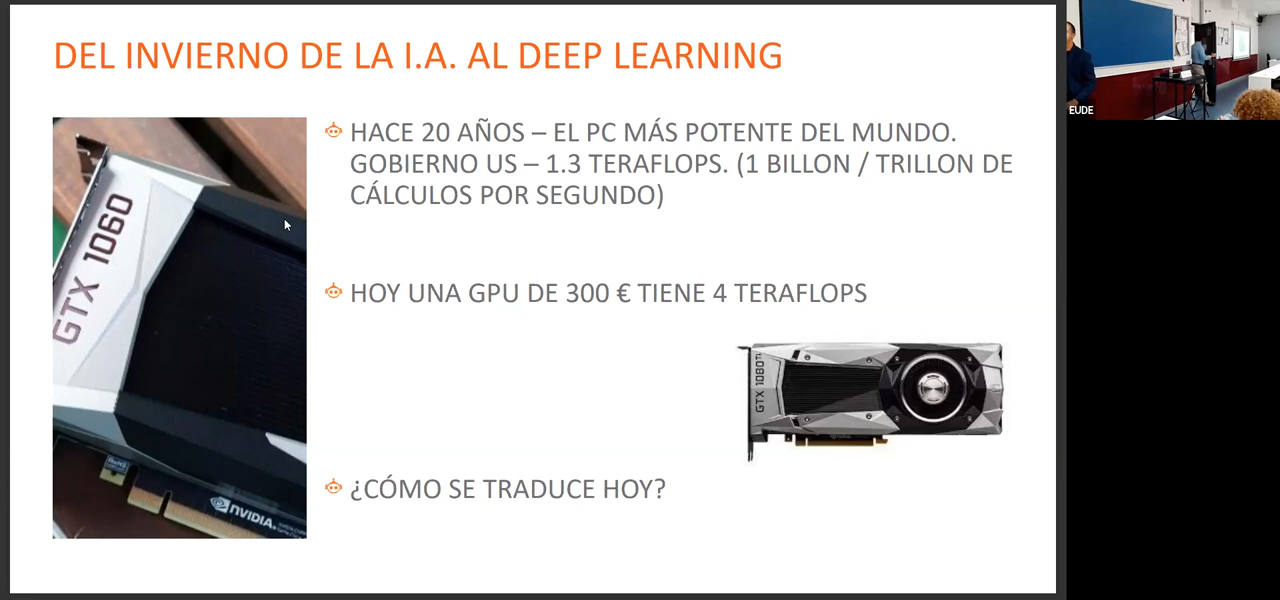 DEL INVIERNO DE LA I.A. AL DEEP LEARNING
HACE 20 AÑOS – EL PC MÁS POTENTE DEL MUNDO.
GOBIERNO US – 1.3 TERAFLOPS. (1 BILLON / TRILLON DE
CÁLCULOS POR SEGUNDO)
HOY UNA GPU DE 300 € TIENE 4 TERAFLOPS
¿CÓMO SE TRADUCE HOY?
GTX 1060
NVIDIA
GTX 1080 Ti
EUDE